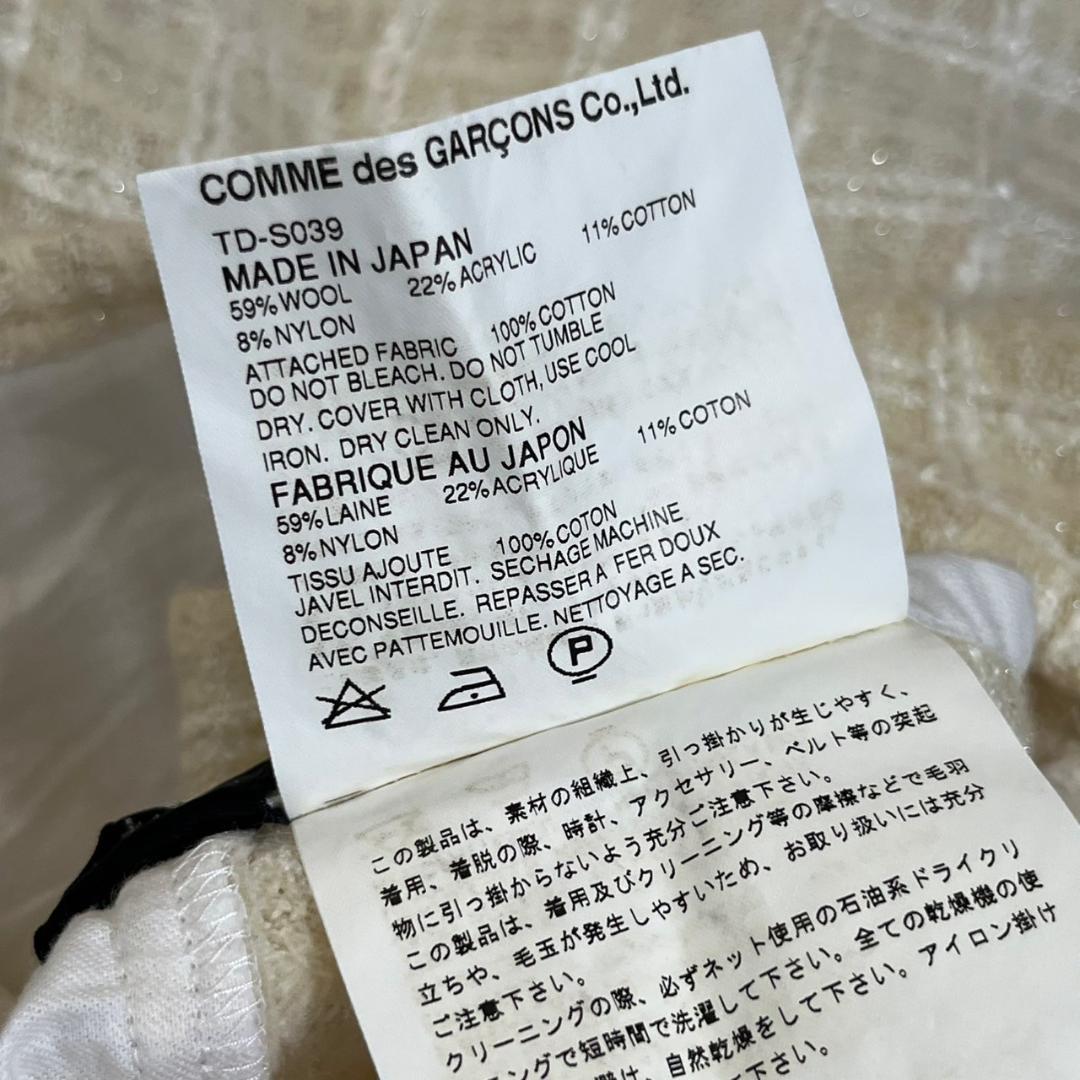 COMME des GARÇONS Co.,Ltd.
TD-S039
MADE IN JAPAN
59%WOOL 22%ACRYLIC 11%COTTON
8%NYLON
ATTACHED FABRIC 100%COTTON
DO NOT BLEACH. DO NOT TUMBLE
DRY. COVER WITH CLOTH, USE COOL
IRON. DRY CLEAN ONLY.
FABRIQUE AU JAPON
59%LAINE 22%ACRYLIQUE 11%COTON
8%NYLON
TISSU AJOUTE 100%COTON
JAVEL INTERDIT. SECHAGE MACHINE
DECONSEILLE. REPASSER A FER DOUX
AVEC PATTEMOUILLE. NETTOYAGE A SEC.
P
この製品は、素材の組織上、引っ掛かりが生じやすく、
着用、着脱の際、時計、アクセサリー、ベルト等の突起
物に引っ掛からないよう充分ご注意下さい。
この製品は、着用及びクリーニング等の摩擦などで毛羽
立ちや、毛玉が発生しやすいため、お取り扱いには充分
ご注意下さい。
クリーニングの際、必ずネット使用の石油系ドライクリ
ングで短時間で洗濯して下さい。全ての乾燥機の使
避け、自然乾燥をして下さい。アイロン掛け
下さい。